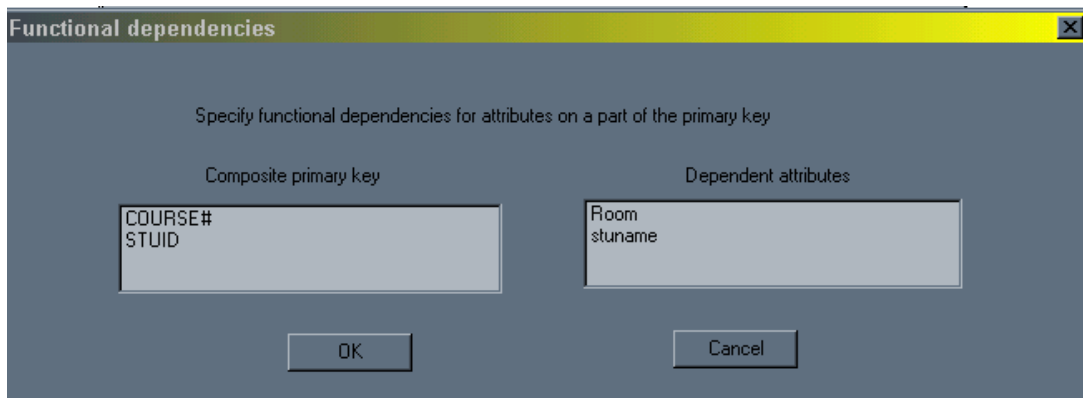 Functional dependencies
Specify functional dependencies for attributes on a part of the primary key
Composite primary key
COURSE#
STUID
Dependent attributes
Room
stuname
OK
Cancel